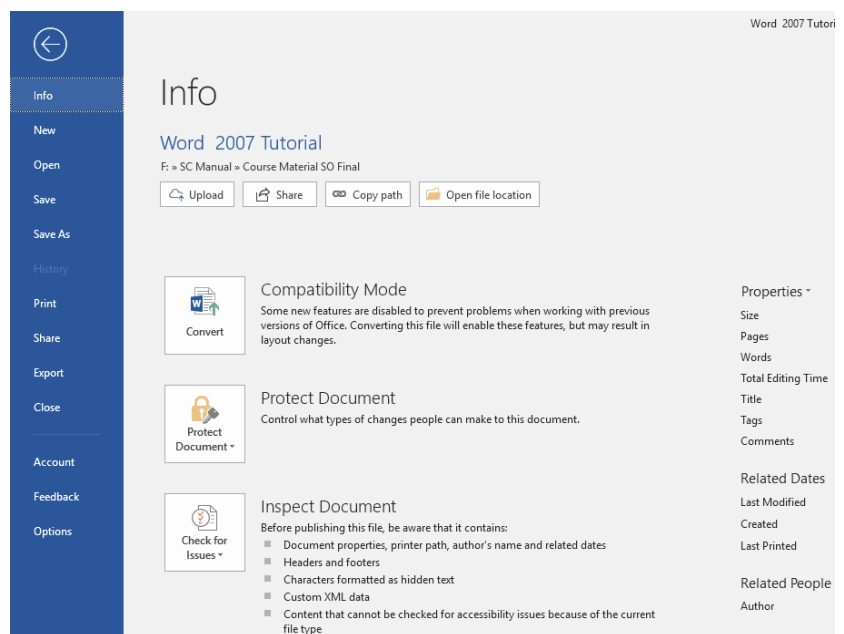 Word 2007 Tutori
Info
New
Open
Save
Save As
History
Print
Share
Export
Close
Account
Feedback
Options
Info
Word 2007 Tutorial
F: » SC Manual » Course Material SO Final
Upload
Share
Copy path
Open file location
Convert
Compatibility Mode
Some new features are disabled to prevent problems when working with previous
versions of Office. Converting this file will enable these features, but may result in
layout changes.
Protect
Document
Protect Document
Control what types of changes people can make to this document.
Check for
Issues
Inspect Document
Before publishing this file, be aware that it contains:
Document properties, printer path, author's name and related dates
Headers and footers
Characters formatted as hidden text
Custom XML data
Content that cannot be checked for accessibility issues because of the current
file type
Properties
Size
Pages
Words
Total Editing Time
Title
Tags
Comments
Related Dates
Last Modified
Created
Last Printed
Related People
Author